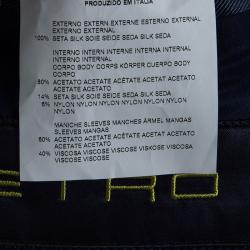 PRODUZIDO EM ITALIA
EXTERNO EXTERN EXTERNE ESTERNO EXTERNAL
EXTERNO EXTERNAL
100% SETA SILK SOIE SEIDE SEDA SILK SEDA
INTERNO INTERN INTERNE INTERNA INTERNAL
INTERNO INTERNAL
CORPO BODY CORPS KÖRPER CUERPO BODY
CORPO
80% ACETATO ACETATE ACÉTATE ACETAT ACETATO
ACETATE ACETATO
14% SETA SILK SOIE SEIDE SEDA SILK SEDA
6% NYLON NYLON NYLON NYLON NYLON NYLON
NYLON
MANICHE SLEEVES MANCHES ÄRMEL MANGAS
SLEEVES MANGAS
60% ACETATO ACETATE ACÉTATE ACETAT ACETATO
ACETATE ACETATO
40% VISCOSA VISCOSE VISCOSE VISKOSE VISCOSA
VISCOSE VISCOSE
TRO